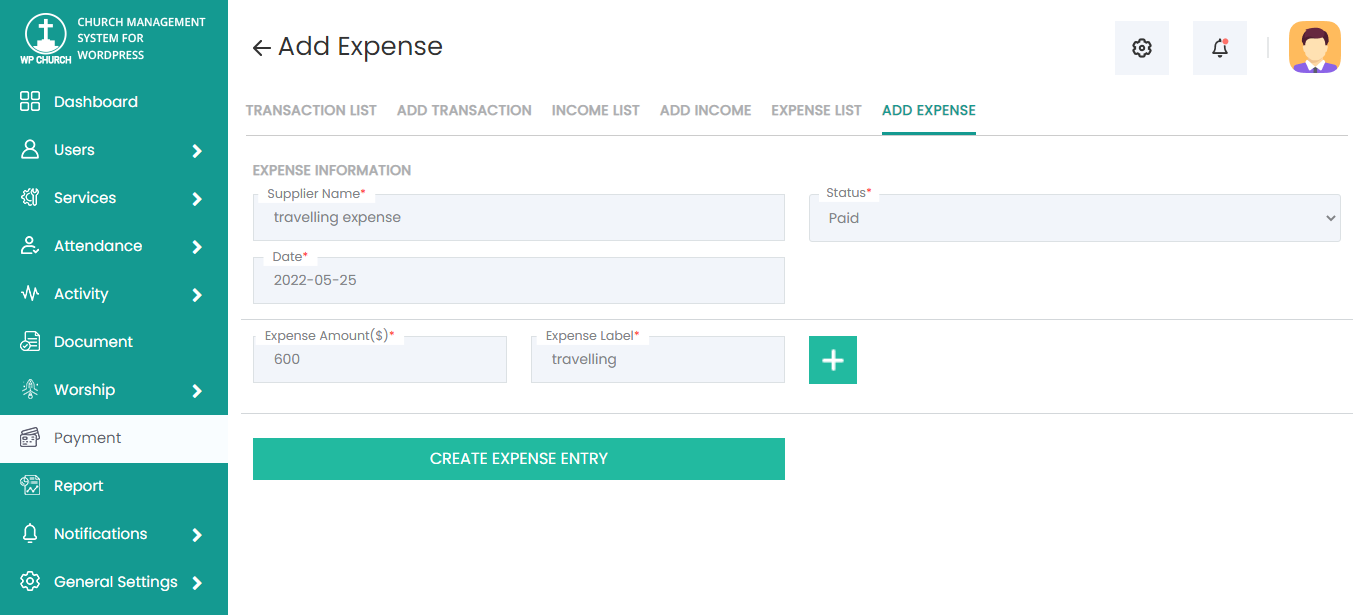 CHURCH MANAGEMENT
SYSTEM FOR
WORDPRESS
WP CHURCH
Dashboard
Users
Services
Attendance
Activity
Document
Worship
Payment
Report
Notifications
General Settings
Add Expense
TRANSACTION LIST ADD TRANSACTION INCOME LIST ADD INCOME EXPENSE LIST ADD EXPENSE
EXPENSE INFORMATION
Supplier Name* Status*
travelling expense Paid
Date*
2022-05-25
Expense Amount($)* Expense Label*
600 travelling
CREATE EXPENSE ENTRY